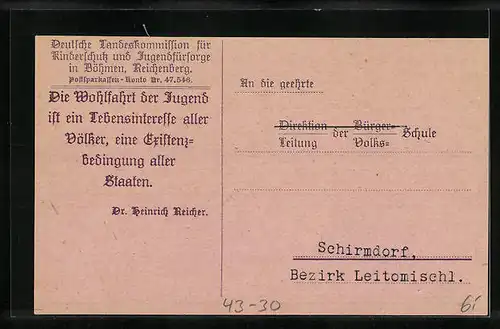 Deutsche Landeskommission für
Kinderschutz und Jugendfürsorge
in Böhmen, Reichenberg.
Postsparkassen-Konto Nr. 47.546.
Die Wohlfahrt der Jugend
ist ein Lebensinteresse aller
Völker, eine Existenz=
bedingung aller
Staaten.
Dr. Heinrich Reicher.
An die geehrte
Direktion der Bürger= Schule
Leitung Volks=
Schirmdorf,
Bezirk Leitomischl.
43-30